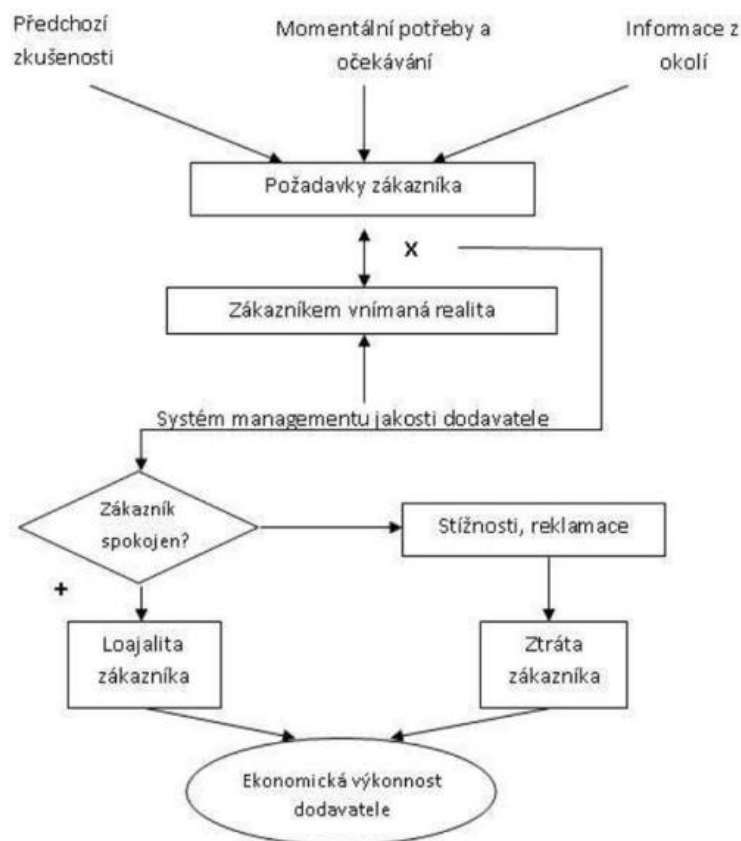 Předchozí
zkušenosti
Momentální potřeby a
očekávání
Informace z
okolí
Požadavky zákazníka
X
Zákazníkem vnímaná realita
Systém managementu jakosti dodavatele
Zákazník
spokojen?
Stížnosti, reklamace
+
Loajalita
zákazníka
Ztráta
zákazníka
Ekonomická výkonnost
dodavatele